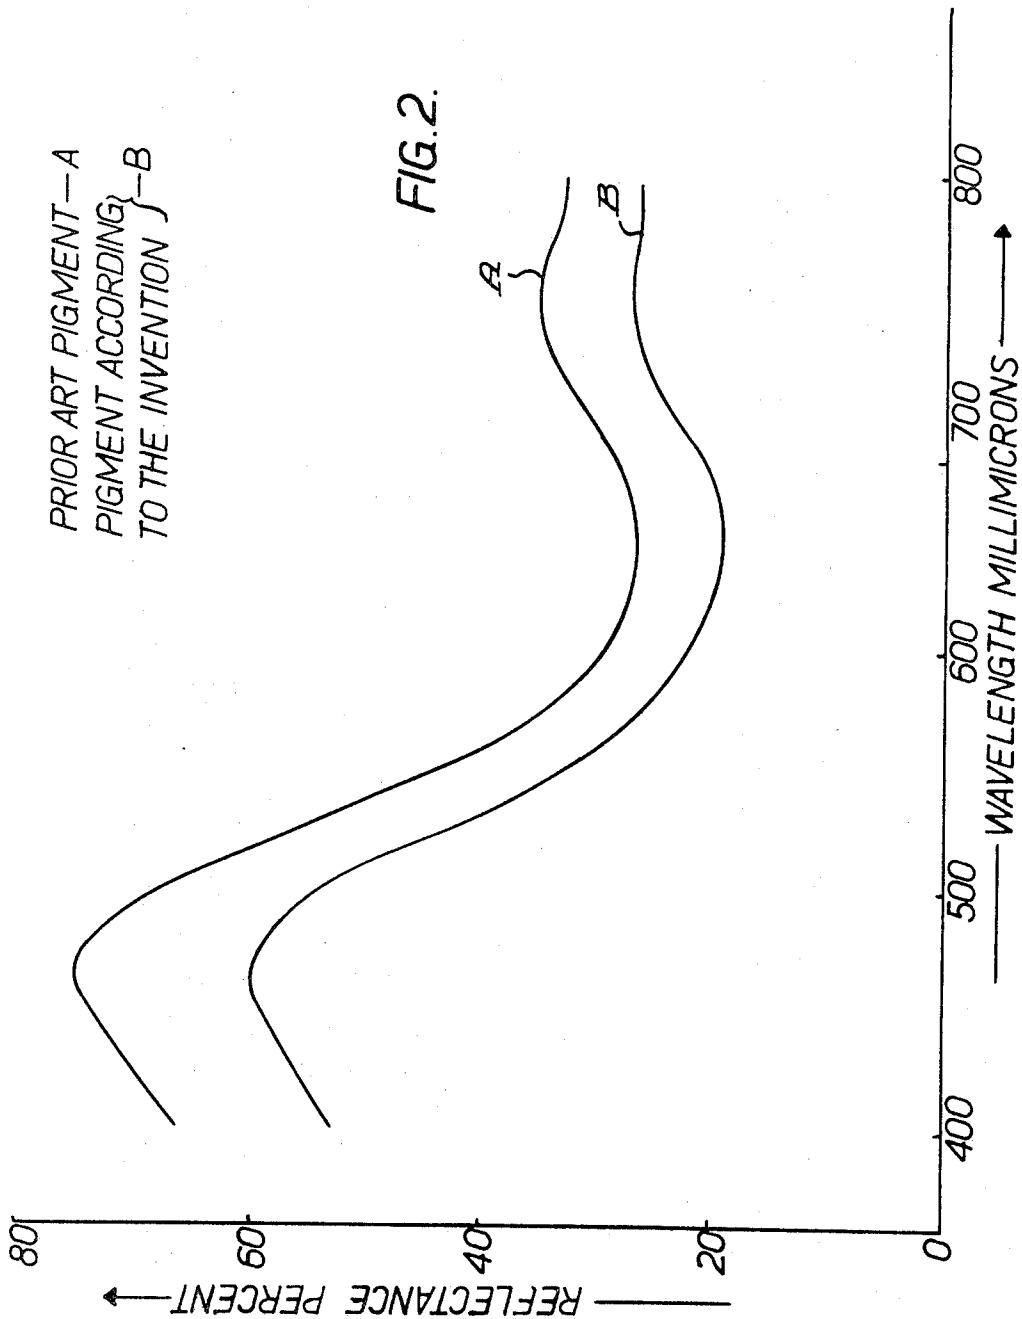 PRIOR ART PIGMENT—A
PIGMENT ACCORDING
TO THE INVENTION }—B
FIG.2.
A
B
80
60
40
20
0
REFLECTANCE PERCENT
400
500
600
700
800
WAVELENGTH MILLIMICRONS